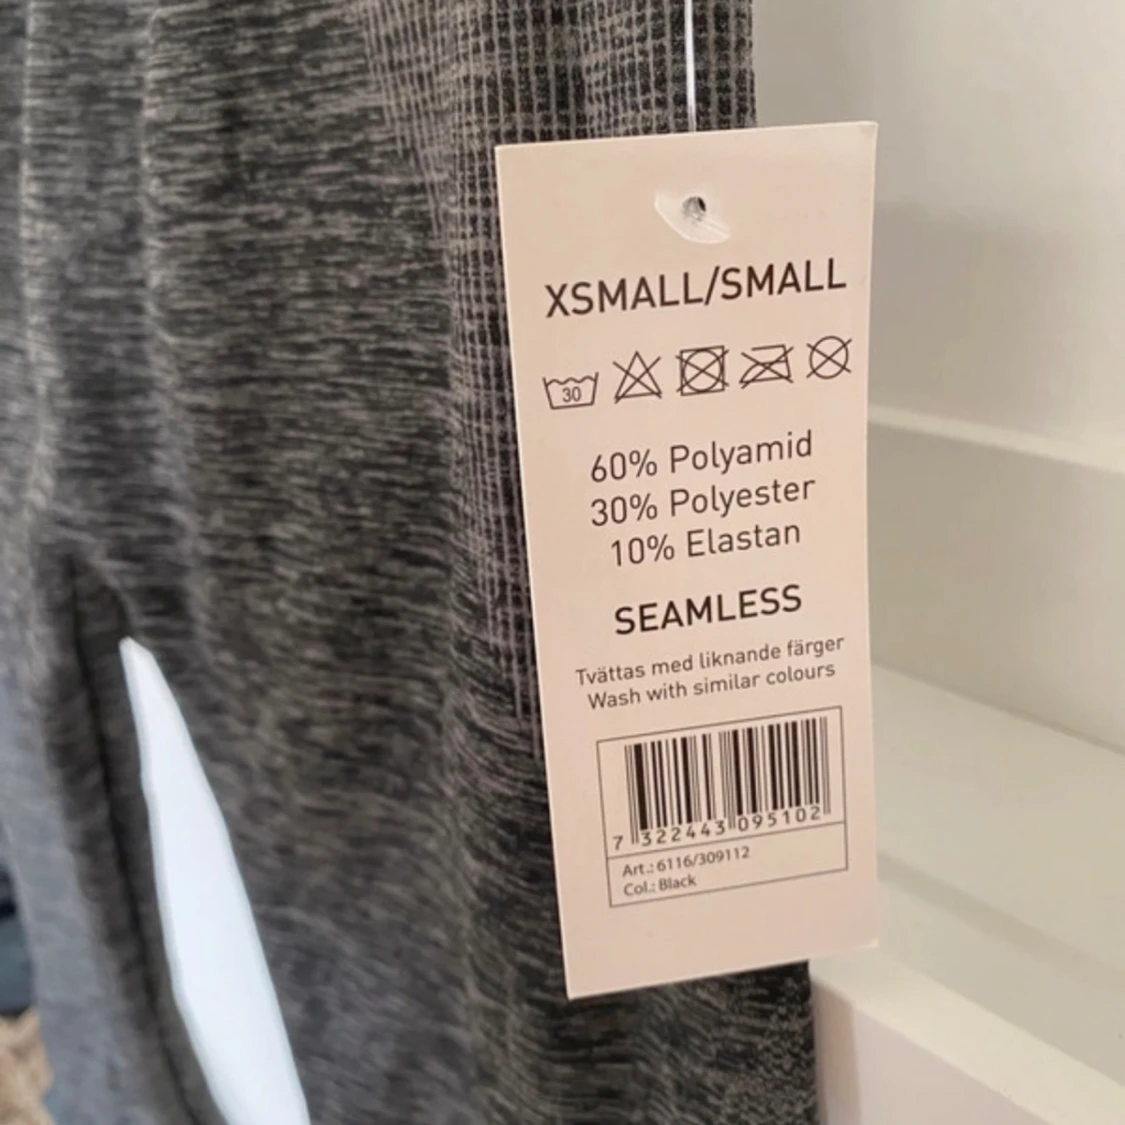 XSMALL/SMALL
30
60% Polyamid
30% Polyester
10% Elastan
SEAMLESS
Tvättas med liknande färger
Wash with similar colours
7 322443 095102
Art.: 6116/309112
Col.: Black